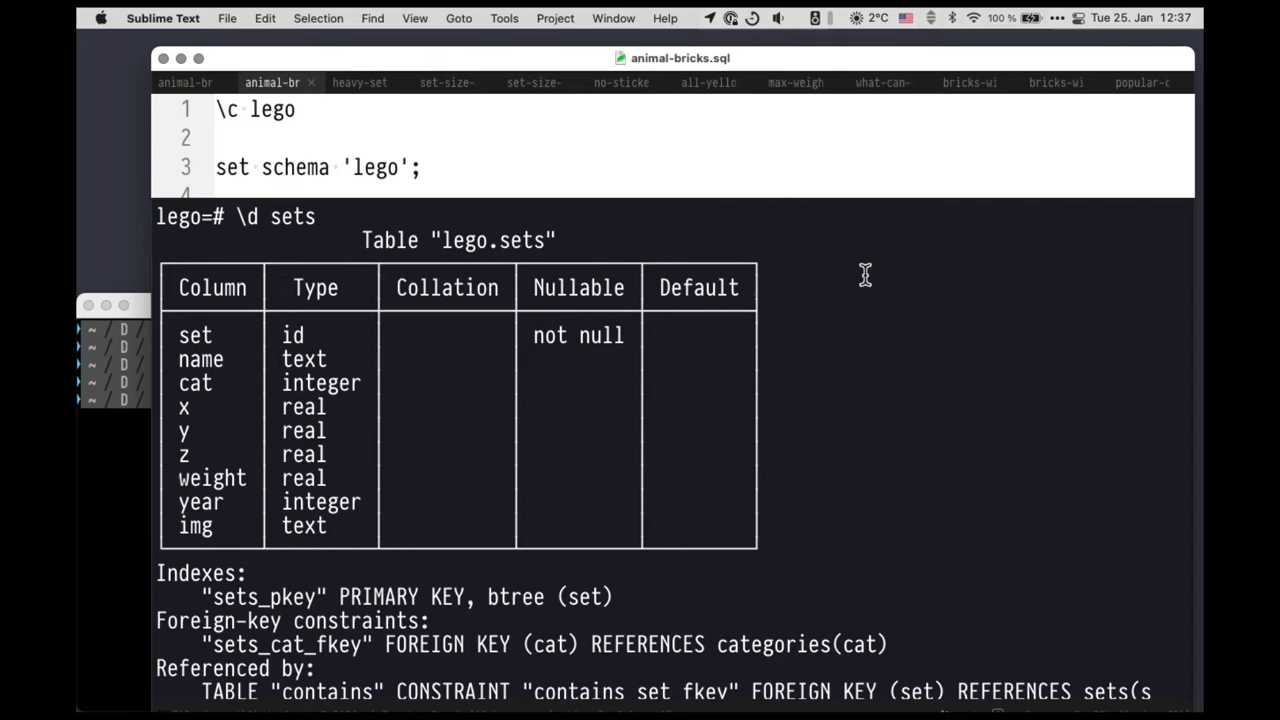 Sublime Text File Edit Selection Find View Goto Tools Project Window Help 2°C 100 % Tue 25. Jan 12:37
animal-bricks.sql
animal-br animal-br × heavy-set set-size- set-size- no-sticke all-yello max-weigh what-can- bricks-wi bricks-wi popular-c
1 \c lego
2
3 set schema 'lego';
4
lego=# \d sets
Table "lego.sets"
Column Type Collation Nullable Default
set id not null
name text
cat integer
x real
y real
z real
weight real
year integer
img text
Indexes:
"sets_pkey" PRIMARY KEY, btree (set)
Foreign-key constraints:
"sets_cat_fkey" FOREIGN KEY (cat) REFERENCES categories(cat)
Referenced by:
TABLE "contains" CONSTRAINT "contains_set_fkey" FOREIGN KEY (set) REFERENCES sets(s
~ / D /
~ / D /
~ / D /
~ / D /